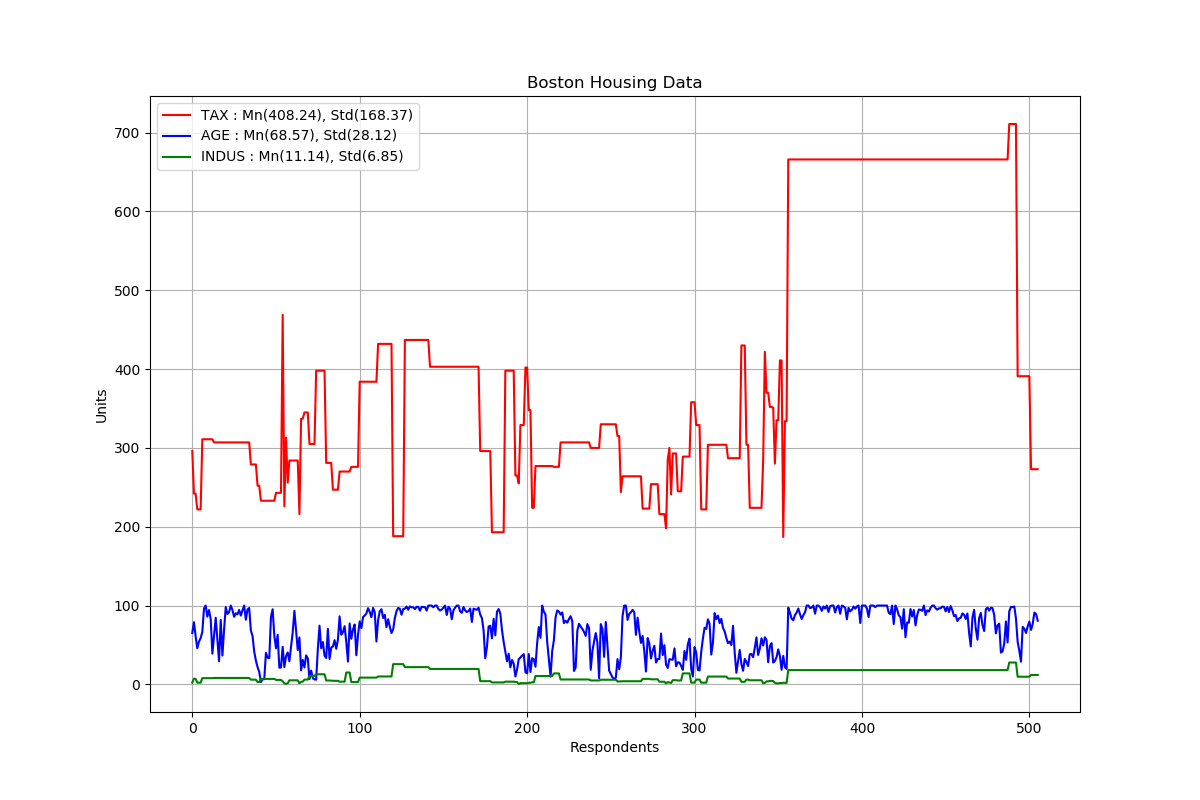 Boston Housing Data
TAX : Mn(408.24), Std(168.37)
AGE : Mn(68.57), Std(28.12)
INDUS : Mn(11.14), Std(6.85)
700
600
500
400
300
200
100
0
Units
0 100 200 300 400 500
Respondents